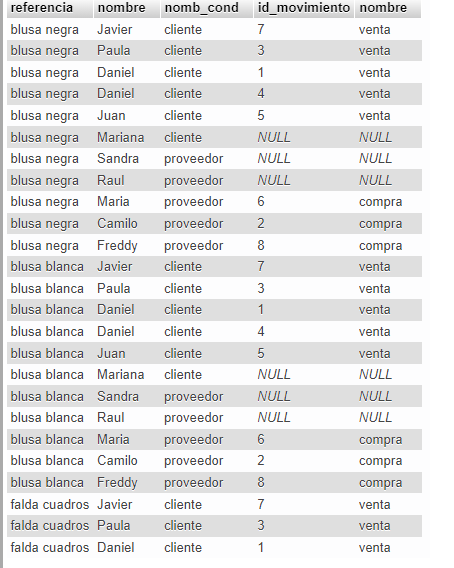 referencia nombre nomb_cond id_movimiento nombre
blusa negra Javier cliente 7 venta
blusa negra Paula cliente 3 venta
blusa negra Daniel cliente 1 venta
blusa negra Daniel cliente 4 venta
blusa negra Juan cliente 5 venta
blusa negra Mariana cliente NULL NULL
blusa negra Sandra proveedor NULL NULL
blusa negra Raul proveedor NULL NULL
blusa negra Maria proveedor 6 compra
blusa negra Camilo proveedor 2 compra
blusa negra Freddy proveedor 8 compra
blusa blanca Javier cliente 7 venta
blusa blanca Paula cliente 3 venta
blusa blanca Daniel cliente 1 venta
blusa blanca Daniel cliente 4 venta
blusa blanca Juan cliente 5 venta
blusa blanca Mariana cliente NULL NULL
blusa blanca Sandra proveedor NULL NULL
blusa blanca Raul proveedor NULL NULL
blusa blanca Maria proveedor 6 compra
blusa blanca Camilo proveedor 2 compra
blusa blanca Freddy proveedor 8 compra
falda cuadros Javier cliente 7 venta
falda cuadros Paula cliente 3 venta
falda cuadros Daniel cliente 1 venta